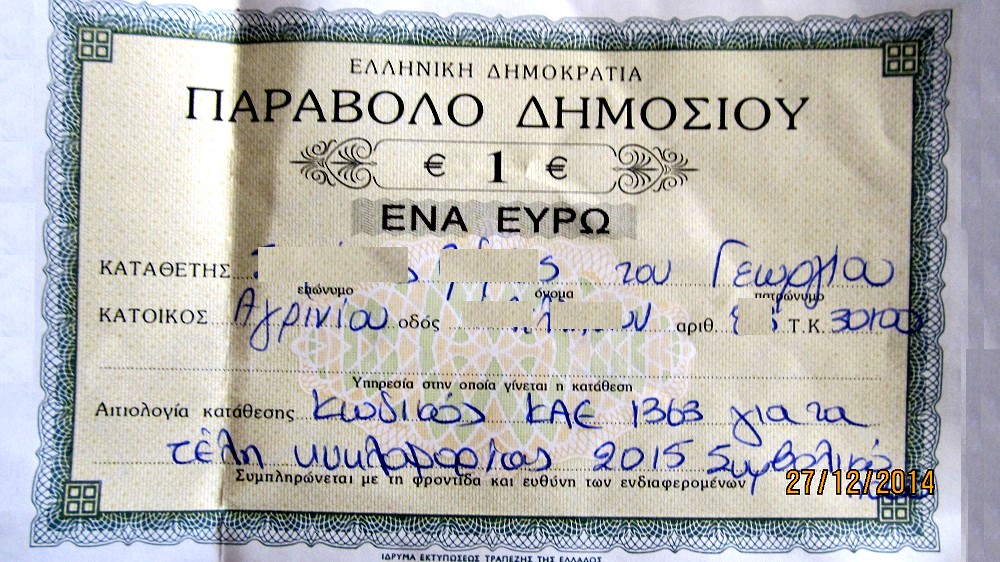 ΕΛΛΗΝΙΚΗ ΔΗΜΟΚΡΑΤΙΑ
ΠΑΡΑΒΟΛΟ ΔΗΜΟΣΙΟΥ
€ 1 €
ΕΝΑ ΕΥΡΩ
ΚΑΤΑΘΕΤΗΣ του Γεωργίου
επώνυμο όνομα πατρώνυμο
ΚΑΤΟΙΚΟΣ Αγρινίου οδός αριθ. Τ.Κ. 30100
Υπηρεσία στην οποία γίνεται η κατάθεση
Αιτιολογία κατάθεσης Κωδικός ΚΑΕ 1363 για τα
τέλη κυκλοφορίας 2015 Συμβολικό
Συμπληρώνεται με τη φροντίδα και ευθύνη των ενδιαφερομένων
27/12/2014
ΙΔΡΥΜΑ ΕΚΤΥΠΩΣΕΩΣ ΤΡΑΠΕΖΗΣ ΤΗΣ ΕΛΛΑΔΟΣ